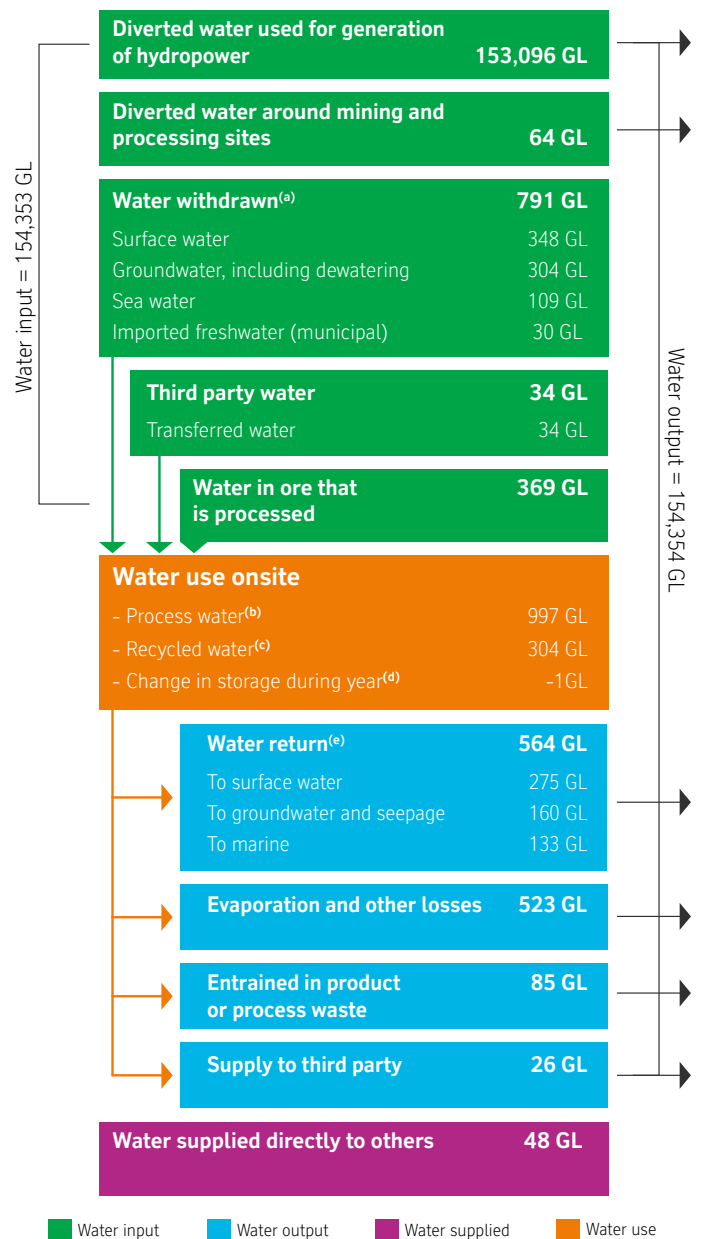 Diverted water used for generation
of hydropower 153,096 GL
Diverted water around mining and
processing sites 64 GL
Water withdrawn(a) 791 GL
Surface water 348 GL
Groundwater, including dewatering 304 GL
Sea water 109 GL
Imported freshwater (municipal) 30 GL
Water input = 154,353 GL
Third party water 34 GL
Transferred water 34 GL
Water in ore that 369 GL
is processed
Water output = 154,354 GL
Water use onsite
- Process water(b) 997 GL
- Recycled water(c) 304 GL
- Change in storage during year(d) -1GL
Water return(e) 564 GL
To surface water 275 GL
To groundwater and seepage 160 GL
To marine 133 GL
Evaporation and other losses 523 GL
Entrained in product 85 GL
or process waste
Supply to third party 26 GL
Water supplied directly to others 48 GL
Water input Water output Water supplied Water use